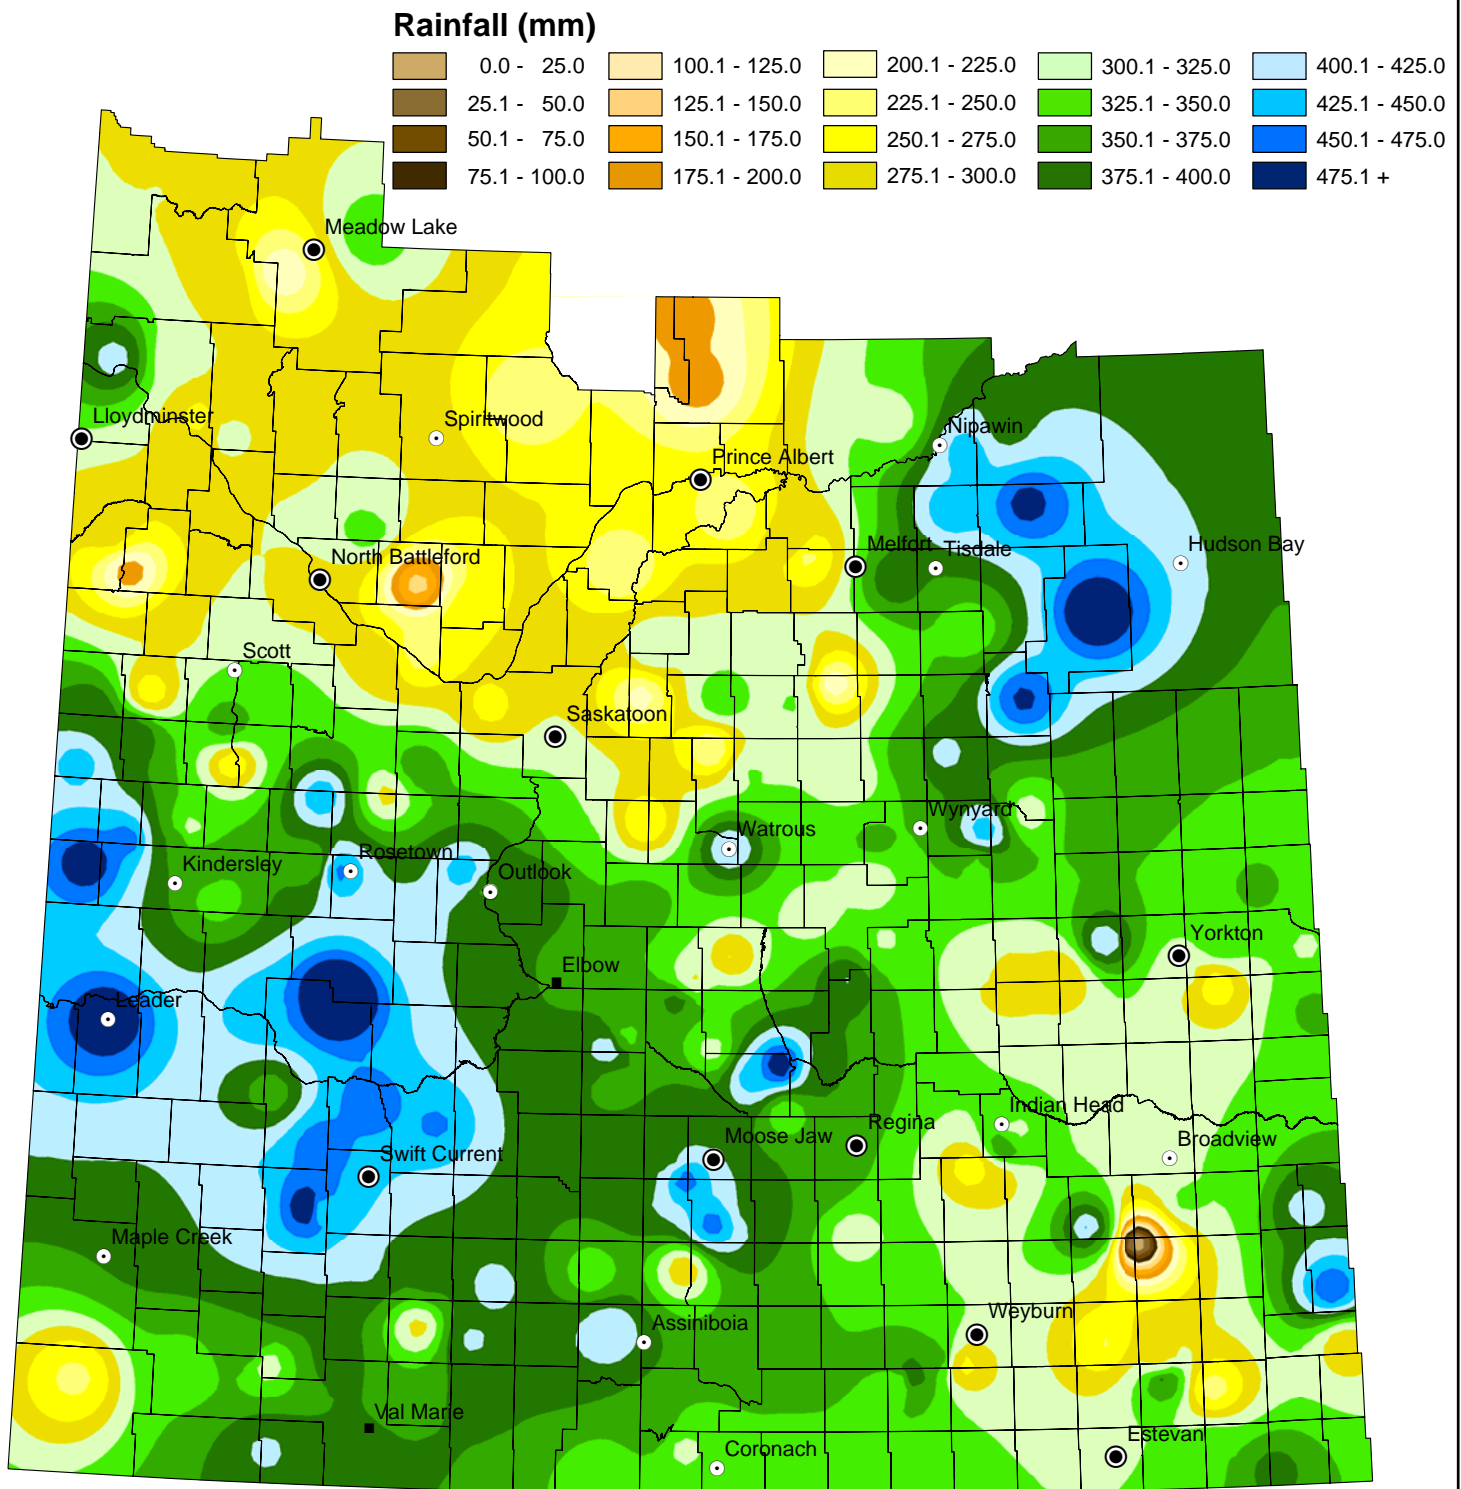 Rainfall (mm)
0.0 - 25.0 100.1 - 125.0 200.1 - 225.0 300.1 - 325.0 400.1 - 425.0
25.1 - 50.0 125.1 - 150.0 225.1 - 250.0 325.1 - 350.0 425.1 - 450.0
50.1 - 75.0 150.1 - 175.0 250.1 - 275.0 350.1 - 375.0 450.1 - 475.0
75.1 - 100.0 175.1 - 200.0 275.1 - 300.0 375.1 - 400.0 475.1 +
Meadow Lake
Lloydminster
Spiritwood
Nipawin
Prince Albert
Melfort
Tisdale
Hudson Bay
North Battleford
Scott
Saskatoon
Wynyard
Watrous
Rosetown
Kindersley
Outlook
Yorkton
Elbow
Leader
Indian Head
Regina
Moose Jaw
Broadview
Swift Current
Maple Creek
Weyburn
Assiniboia
Val Marie
Estevan
Coronach